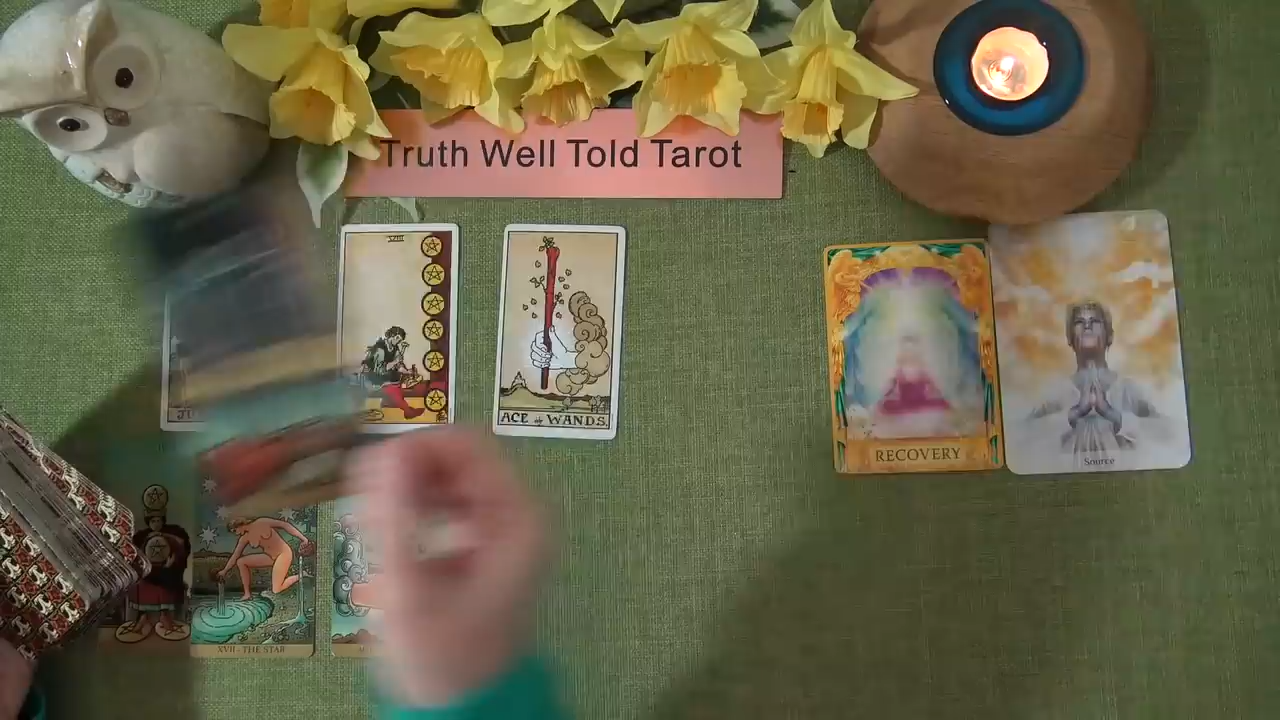 Truth Well Told Tarot
VIII
ACE of WANDS.
RECOVERY
Source
XVII - THE STAR